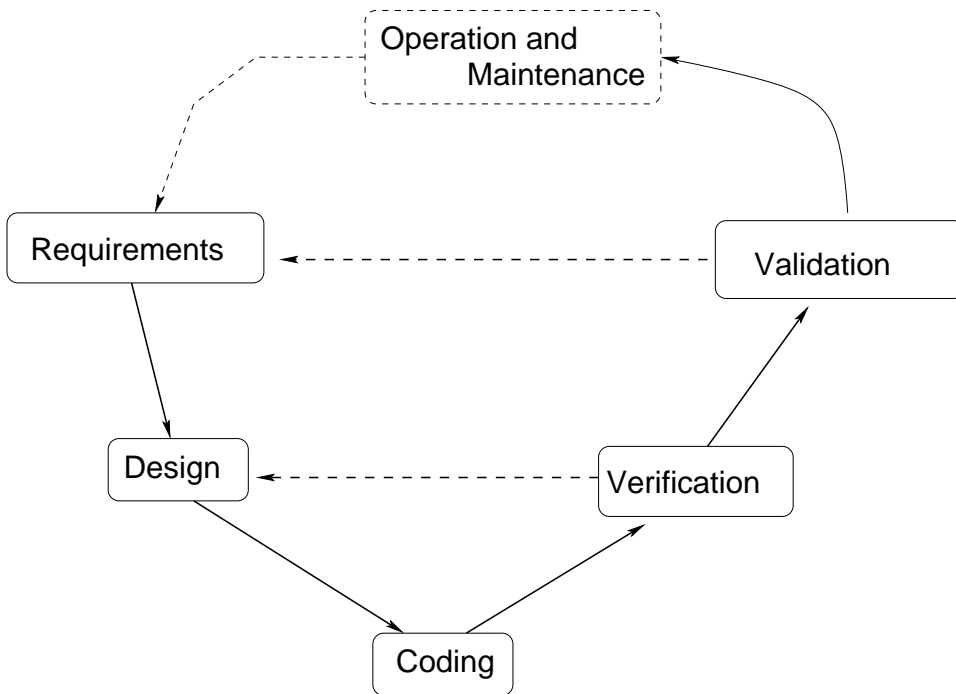 Operation and
Maintenance
Requirements
Validation
Design
Verification
Coding